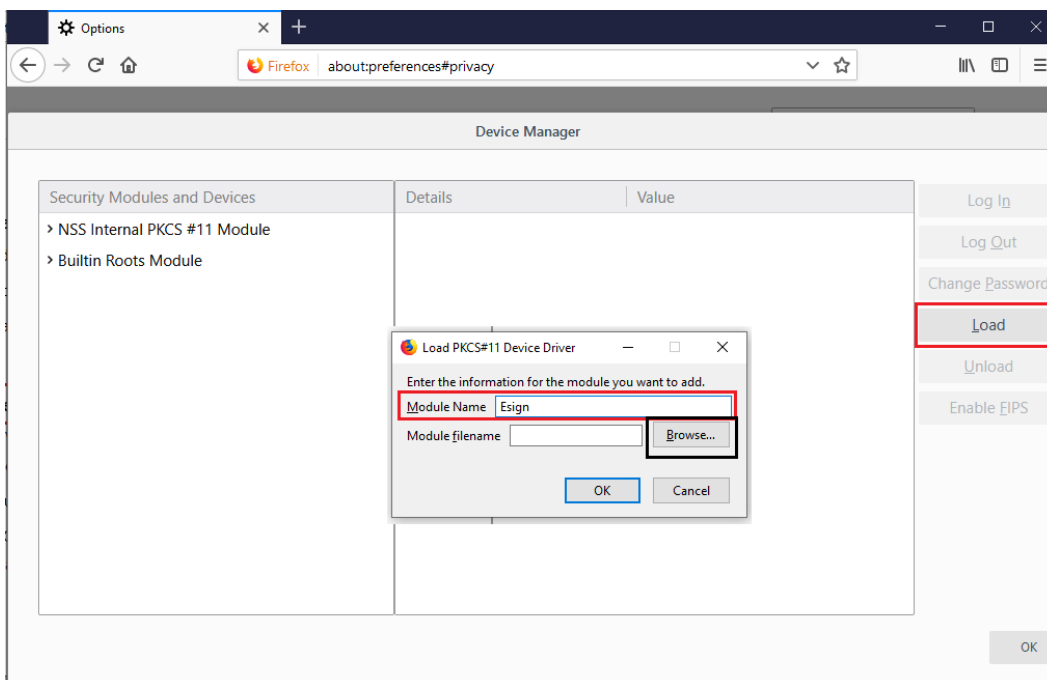 Options
Firefox about:preferences#privacy
Device Manager
Security Modules and Devices Details Value
NSS Internal PKCS #11 Module
Builtin Roots Module
Log In
Log Out
Change Password
Load
Unload
Enable FIPS
Load PKCS#11 Device Driver
Enter the information for the module you want to add.
Module Name Esign
Module filename Browse...
OK Cancel
OK